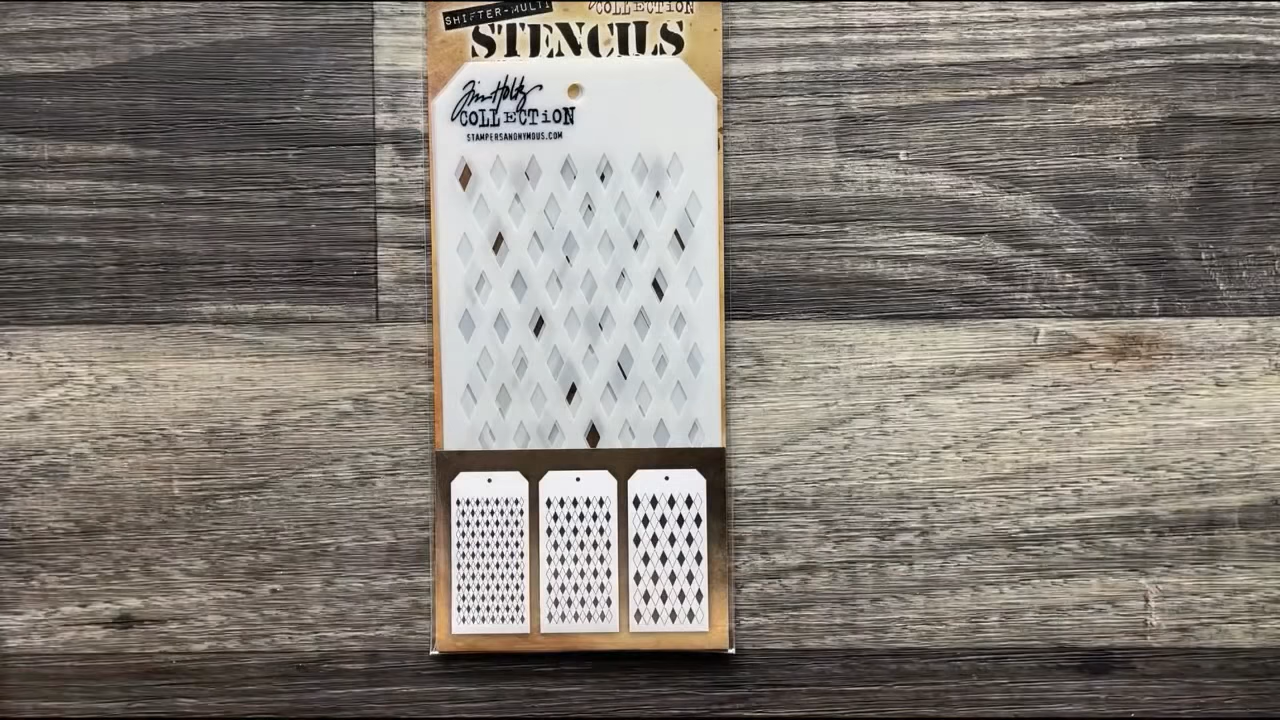 SHIFTER-MULTI
COLLECTiON
STENCILS
Tim Holtz
COLLECTiON
STAMPERSANONYMOUS.COM